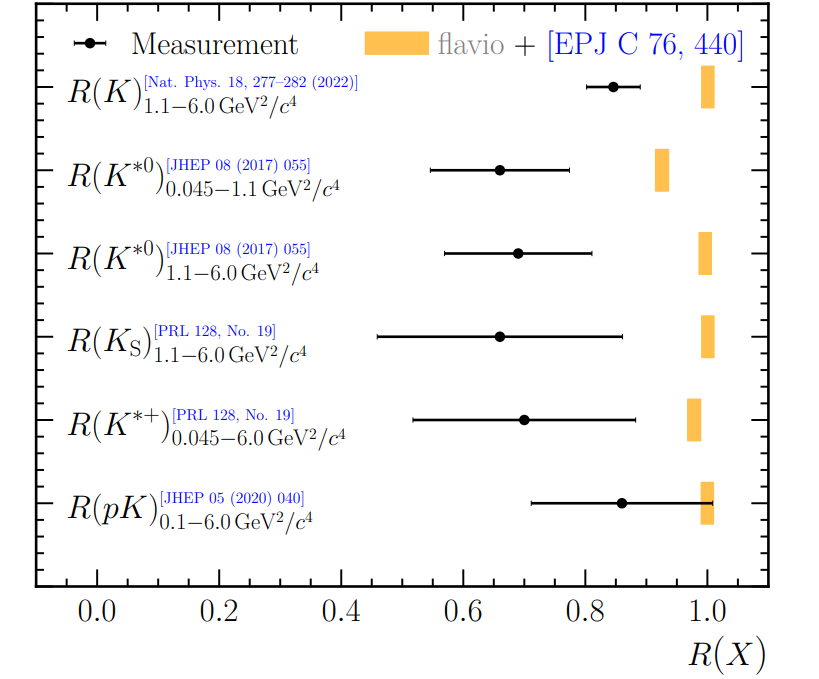 Measurement flavio + [EPJ C 76, 440]
R(K)[Nat. Phys. 18, 277–282 (2022)] 1.1−6.0 GeV²/c⁴
R(K*⁰)[JHEP 08 (2017) 055] 0.045−1.1 GeV²/c⁴
R(K*⁰)[JHEP 08 (2017) 055] 1.1−6.0 GeV²/c⁴
R(K_S)[PRL 128, No. 19] 1.1−6.0 GeV²/c⁴
R(K*⁺)[PRL 128, No. 19] 0.045−6.0 GeV²/c⁴
R(pK)[JHEP 05 (2020) 040] 0.1−6.0 GeV²/c⁴
0.0 0.2 0.4 0.6 0.8 1.0
R(X)